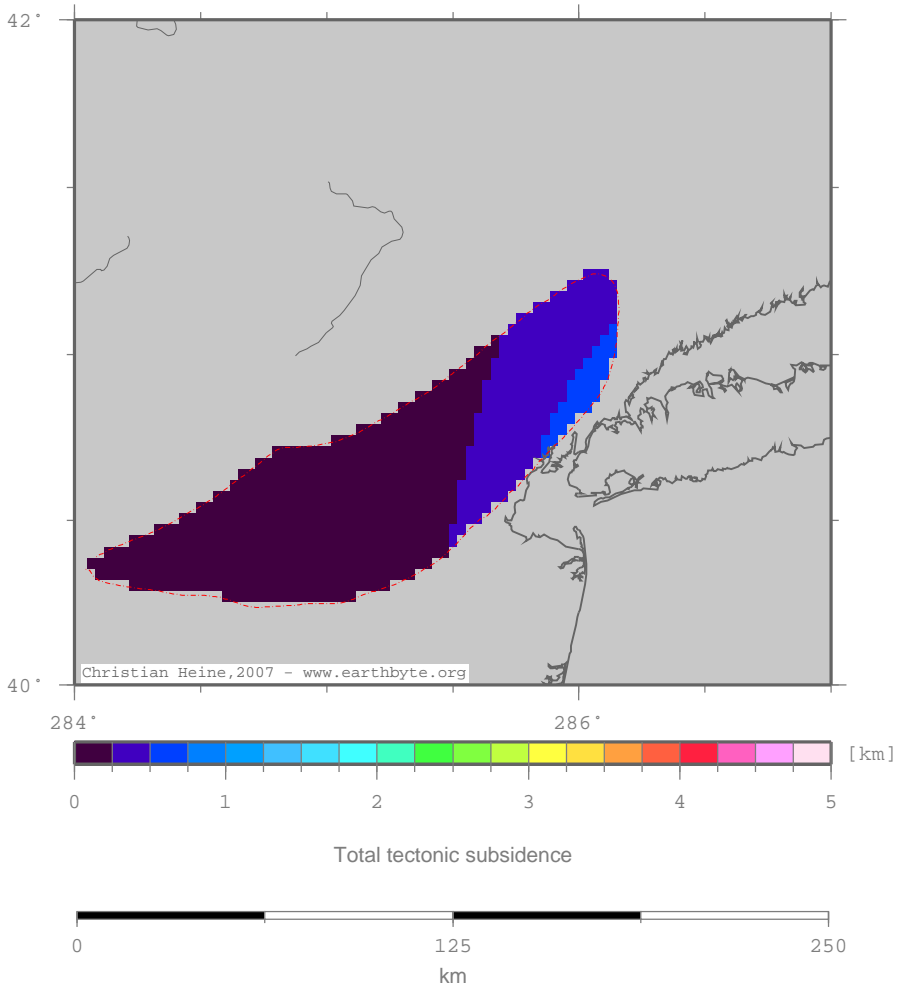 42°
Christian Heine,2007 - www.earthbyte.org
40°
284° 286°
[km]
0 1 2 3 4 5
Total tectonic subsidence
0 125 250
km